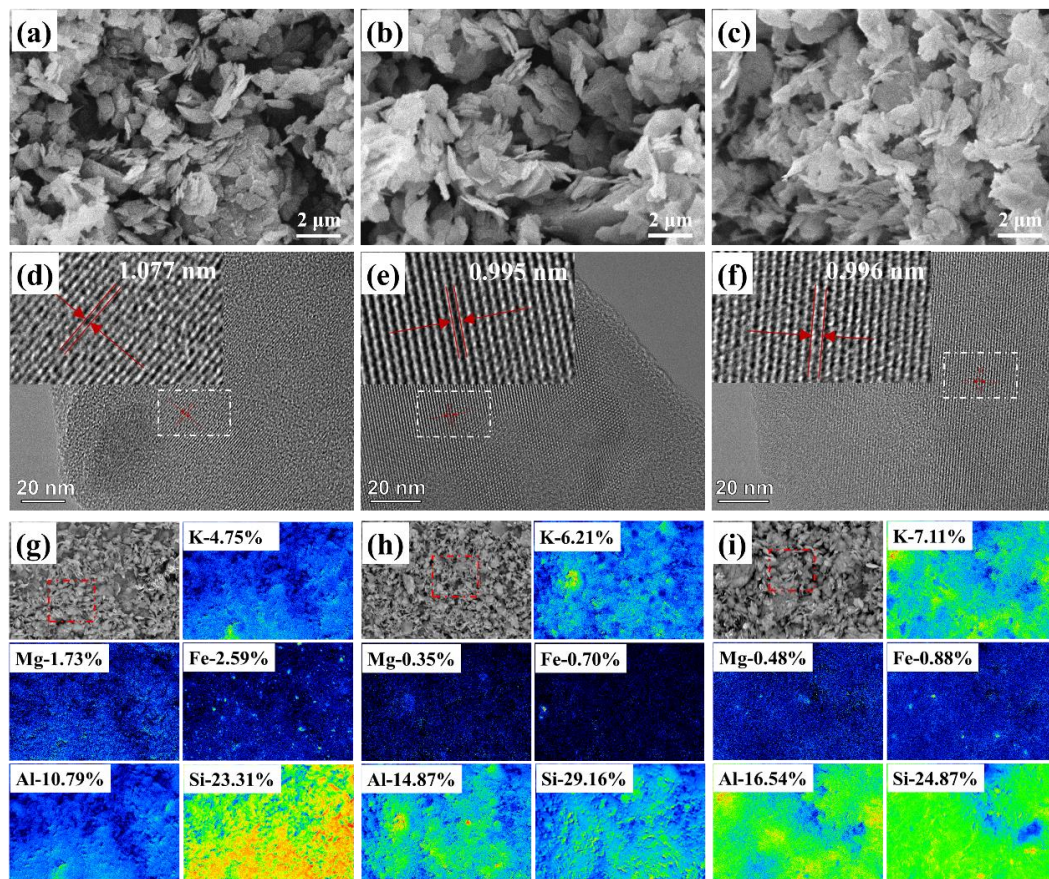 (a)
2 μm
(b)
2 μm
(c)
2 μm
(d)
1.077 nm
20 nm
(e)
0.995 nm
20 nm
(f)
0.996 nm
20 nm
(g)
K-4.75%
Mg-1.73%
Fe-2.59%
Al-10.79%
Si-23.31%
(h)
K-6.21%
Mg-0.35%
Fe-0.70%
Al-14.87%
Si-29.16%
(i)
K-7.11%
Mg-0.48%
Fe-0.88%
Al-16.54%
Si-24.87%